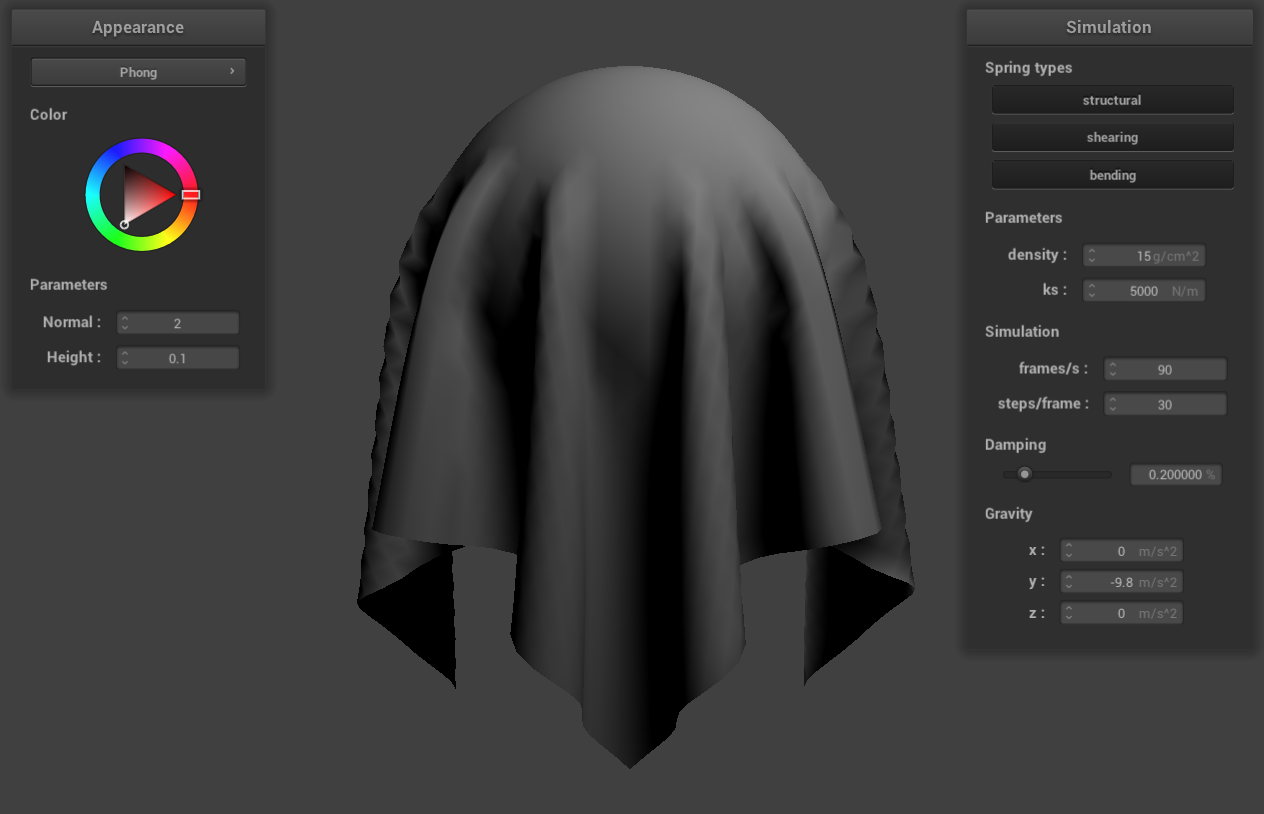 Appearance
Phong ›
Color
Parameters
Normal : 2
Height : 0.1
Simulation
Spring types
structural
shearing
bending
Parameters
density : 15 g/cm^2
ks : 5000 N/m
Simulation
frames/s : 90
steps/frame : 30
Damping
0.200000 %
Gravity
x : 0 m/s^2
y : -9.8 m/s^2
z : 0 m/s^2